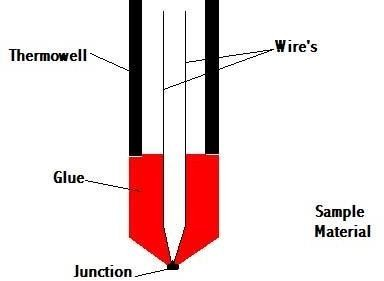 Thermowell
Wire's
Glue
Sample
Material
Junction